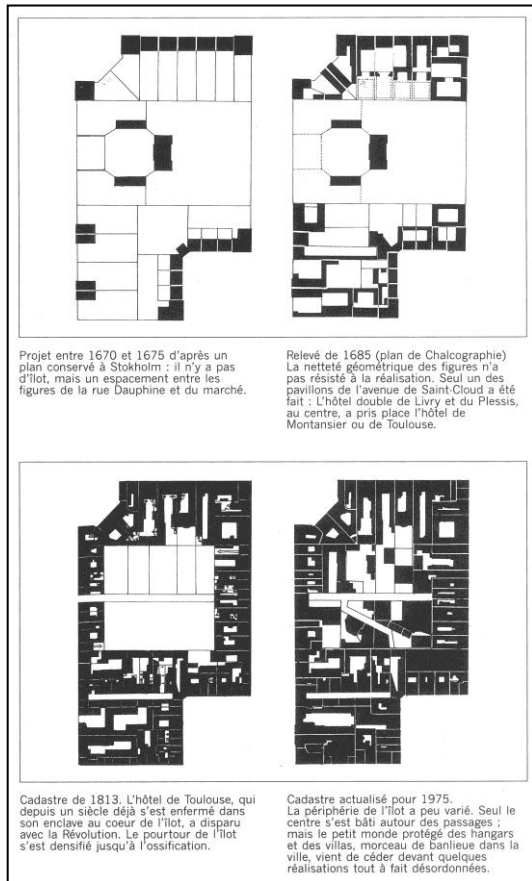 Projet entre 1670 et 1675 d'après un
plan conservé à Stokholm : il n'y a pas
d'îlot, mais un espacement entre les
figures de la rue Dauphine et du marché.
Relevé de 1685 (plan de Chalcographie)
La netteté géométrique des figures n'a
pas résisté à la réalisation. Seul un des
pavillons de l'avenue de Saint-Cloud a été
fait : L'hôtel double de Livry et du Plessis,
au centre, a pris place l'hôtel de
Montansier ou de Toulouse.
Cadastre de 1813. L'hôtel de Toulouse, qui
depuis un siècle déjà s'est enfermé dans
son enclave au coeur de l'îlot, a disparu
avec la Révolution. Le pourtour de l'îlot
s'est densifié jusqu'à l'ossification.
Cadastre actualisé pour 1975.
La périphérie de l'îlot a peu varié. Seul le
centre s'est bâti autour des passages ;
mais le petit monde protégé des hangars
et des villas, morceau de banlieue dans la
ville, vient de céder devant quelques
réalisations tout à fait désordonnées.